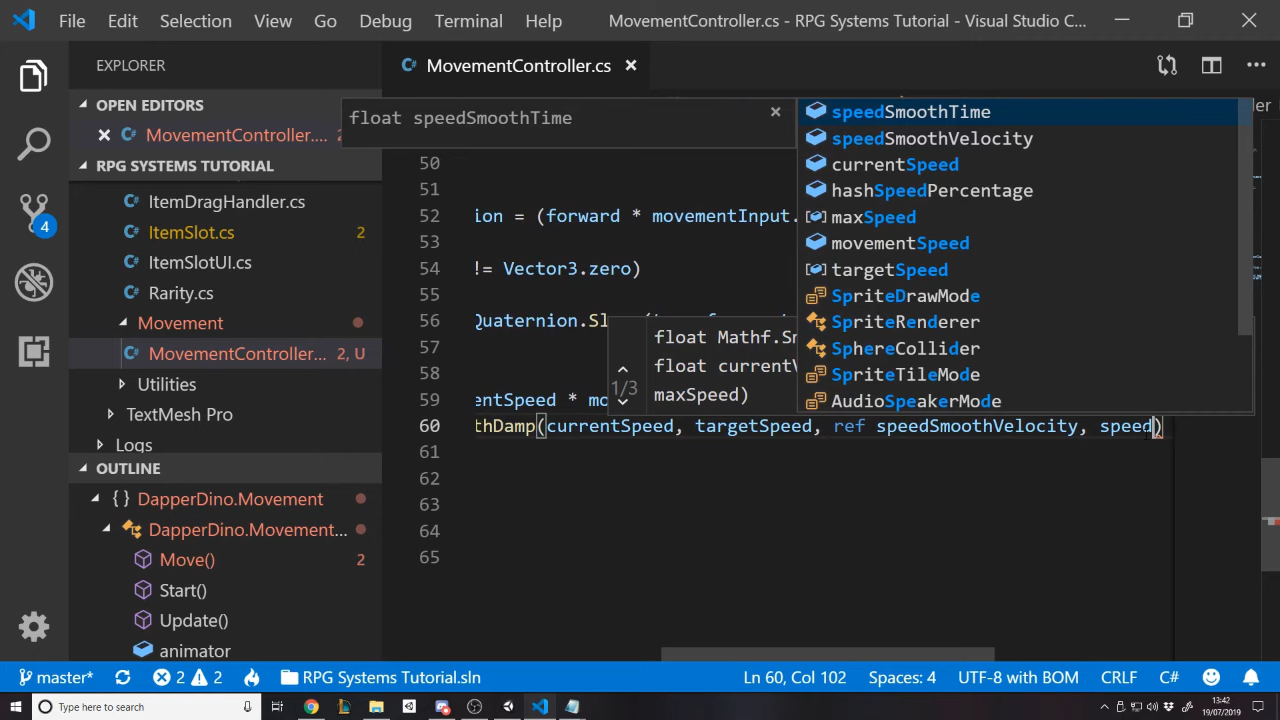 File Edit Selection View Go Debug Terminal Help MovementController.cs - RPG Systems Tutorial - Visual Studio C...
EXPLORER
MovementController.cs
OPEN EDITORS
MovementController....
RPG SYSTEMS TUTORIAL
ItemDragHandler.cs
ItemSlot.cs 2
ItemSlotUI.cs
Rarity.cs
Movement
MovementController... 2, U
Utilities
TextMesh Pro
Logs
OUTLINE
DapperDino.Movement
DapperDino.Movement...
Move() 2
Start()
Update()
animator
4
float speedSmoothTime
speedSmoothTime
speedSmoothVelocity
currentSpeed
hashSpeedPercentage
maxSpeed
movementSpeed
targetSpeed
SpriteDrawMode
SpriteRenderer
SphereCollider
SpriteTileMode
AudioSpeakerMode
50
51
52 ion = (forward * movementInput.
53
54 != Vector3.zero)
55
56 Quaternion.Sl
57
58
59 entSpeed * mo
60 thDamp(currentSpeed, targetSpeed, ref speedSmoothVelocity, speed)
61
62
63
64
65
1/3
float Mathf.Sm
float currentV
maxSpeed)
master* 2 2 RPG Systems Tutorial.sln Ln 60, Col 102 Spaces: 4 UTF-8 with BOM CRLF C#
Type here to search
13:42
19/07/2019